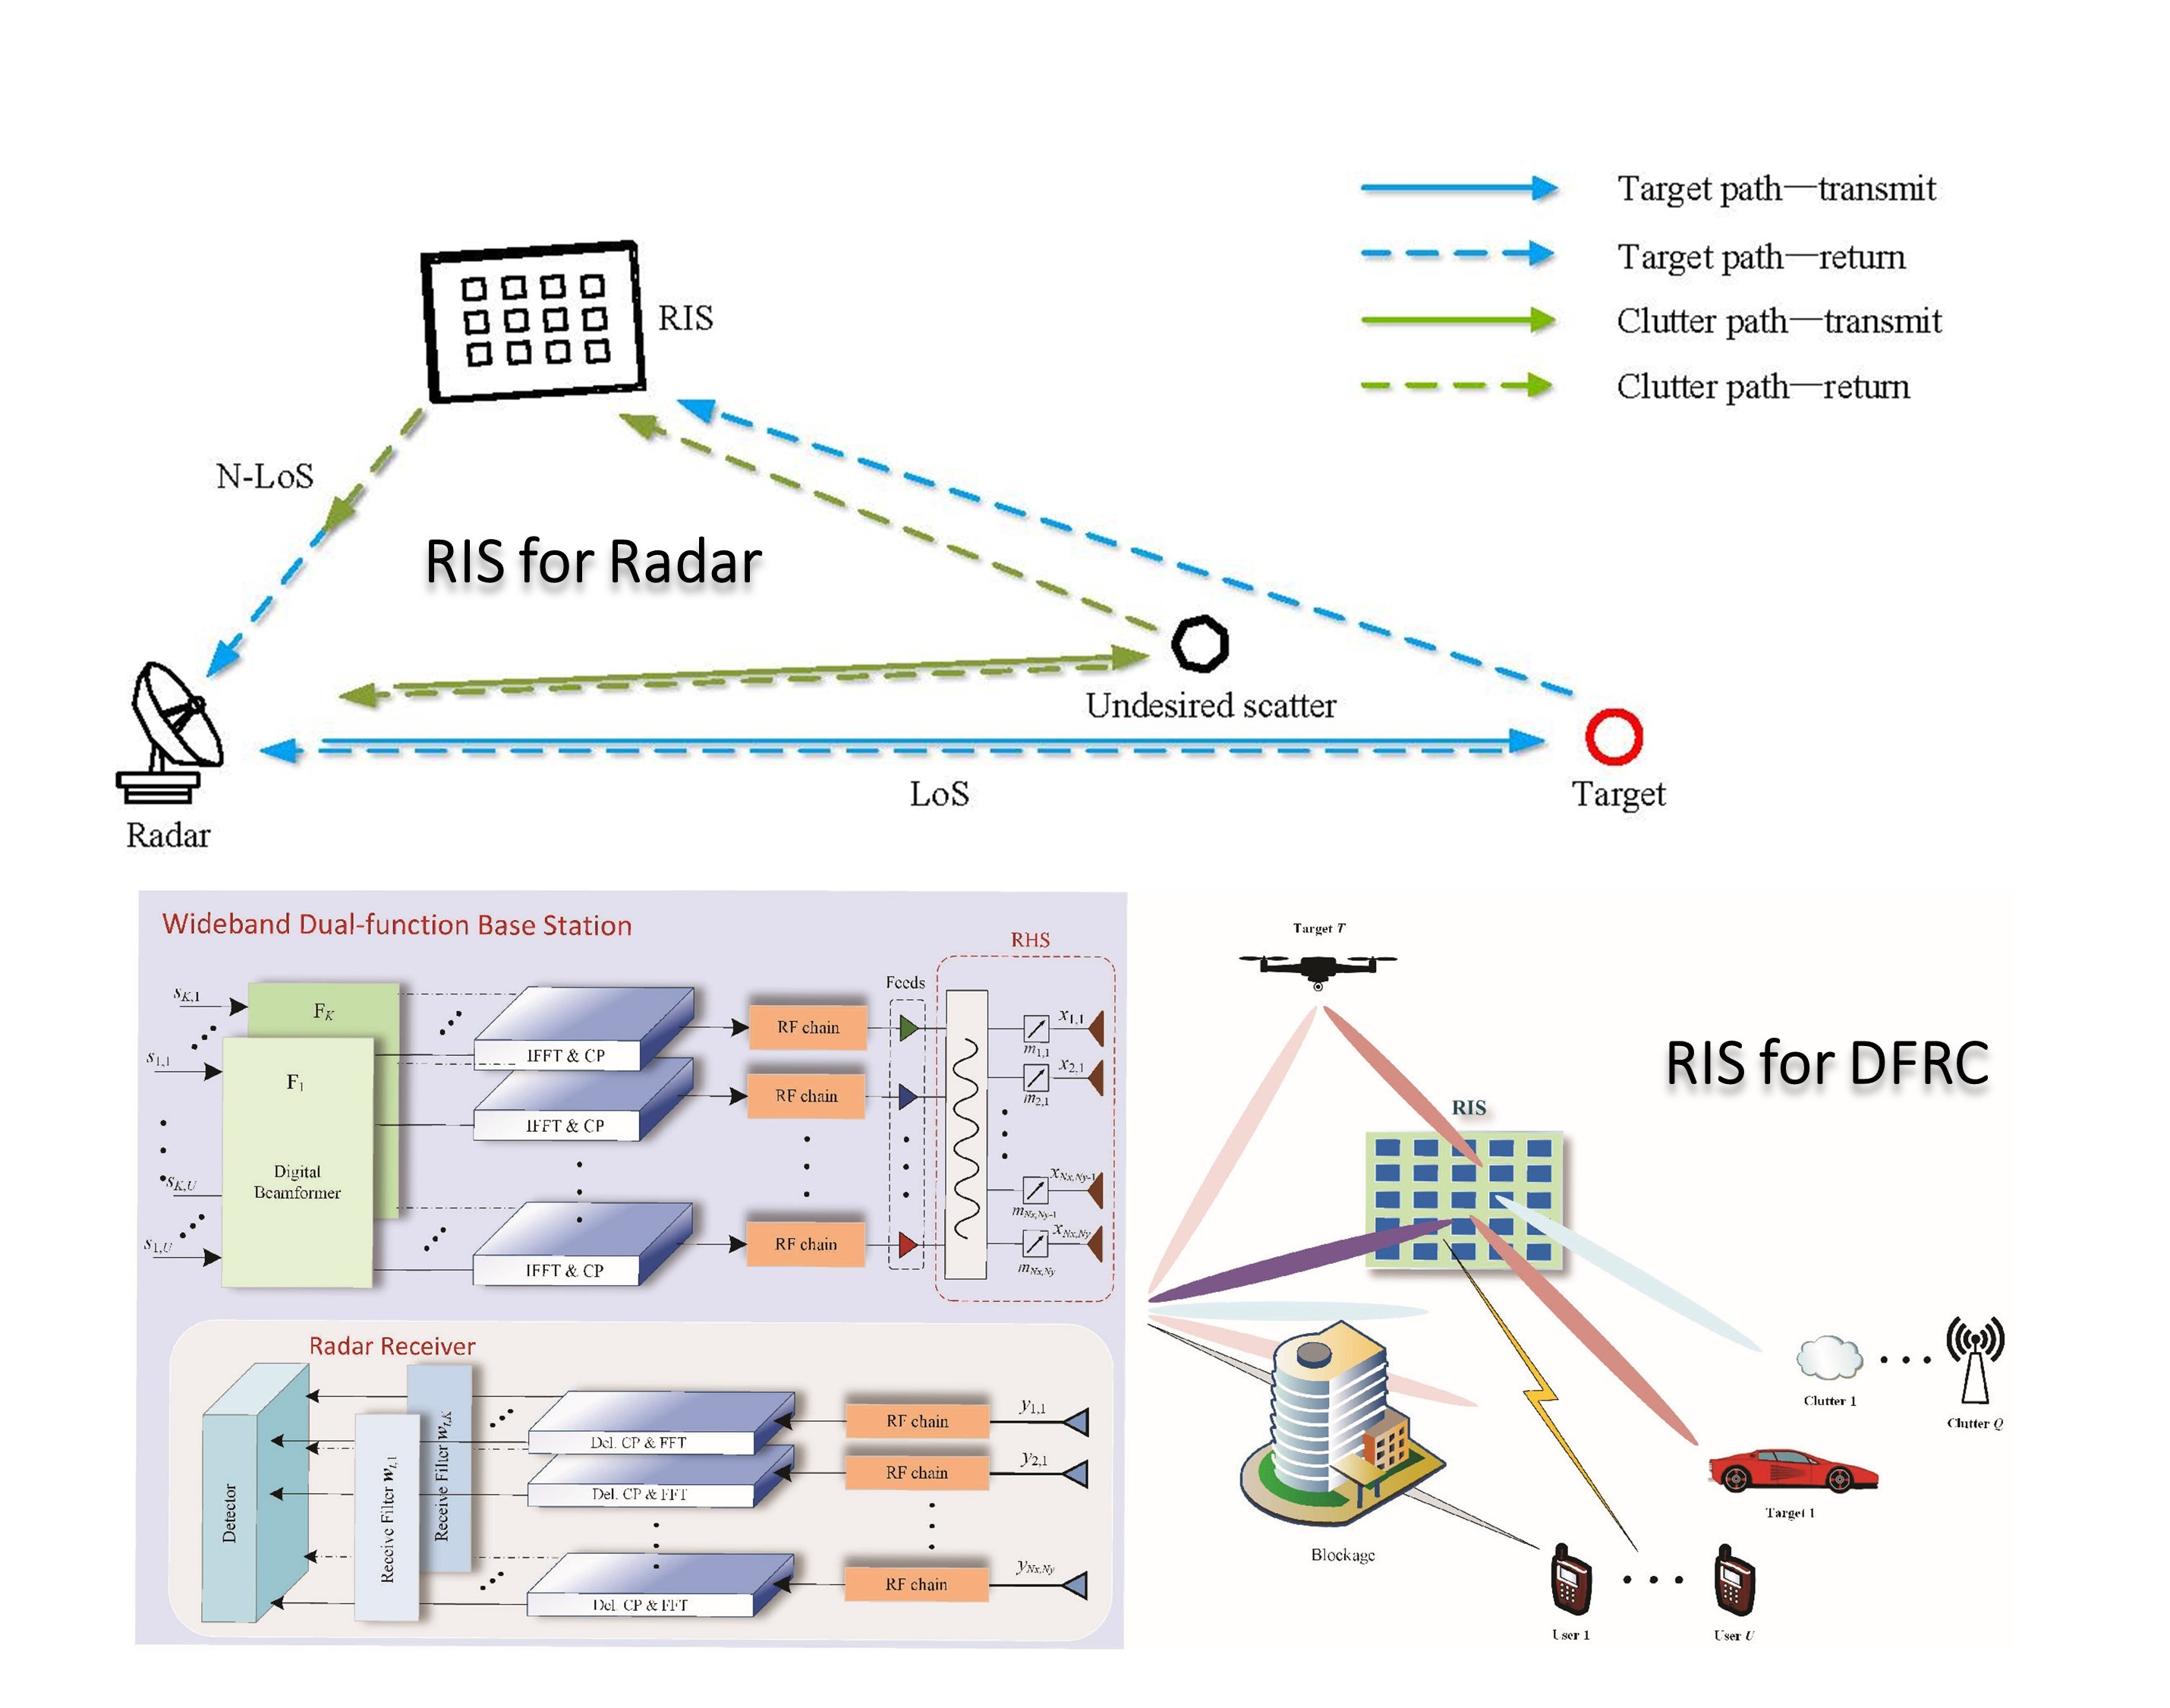 Target path—transmit
Target path—return
RIS
Clutter path—transmit
Clutter path—return
N-LoS
RIS for Radar
Undesired scatter
LoS
Target
Radar
Wideband Dual-function Base Station
RHS
Feeds
s_{K,1}
F_K
IFFT & CP
RF chain
x_{1,1}
m_{1,1}
s_{1,1}
F_1
IFFT & CP
RF chain
x_{2,1}
m_{2,1}
Digital
Beamformer
s_{K,U}
x_{Nx,Ny-1}
m_{Nx,Ny-1}
s_{1,U}
IFFT & CP
RF chain
x_{Nx,Ny}
m_{Nx,Ny}
Radar Receiver
Detector
Receive Filter w_{t,1}
Receive Filter w_{t,K}
Del. CP & FFT
RF chain
y_{1,1}
Del. CP & FFT
RF chain
y_{2,1}
Del. CP & FFT
RF chain
y_{Nx,Ny}
Target T
RIS for DFRC
RIS
Clutter 1
Clutter Q
Target 1
Blockage
User 1
User U